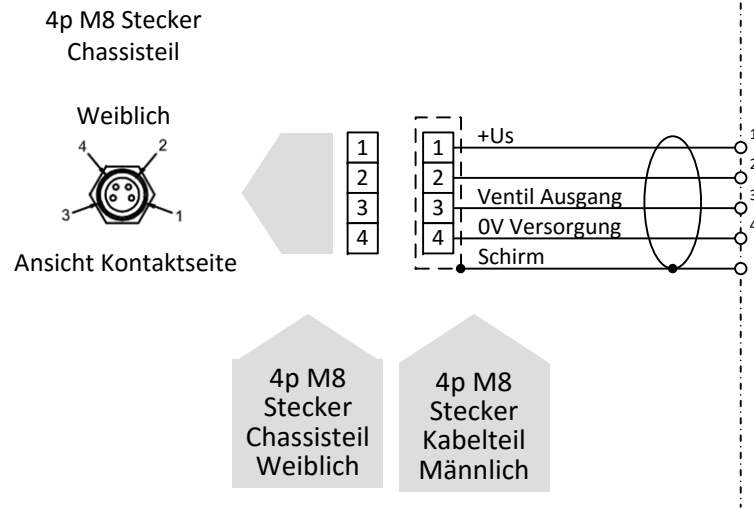 4p M8 Stecker
Chassisteil
Weiblich
4 2
3 1
Ansicht Kontaktseite
1
2
3
4
1 +Us 1
2 2
3 Ventil Ausgang 3
4 0V Versorgung 4
Schirm
4p M8
Stecker
Chassisteil
Weiblich
4p M8
Stecker
Kabelteil
Männlich